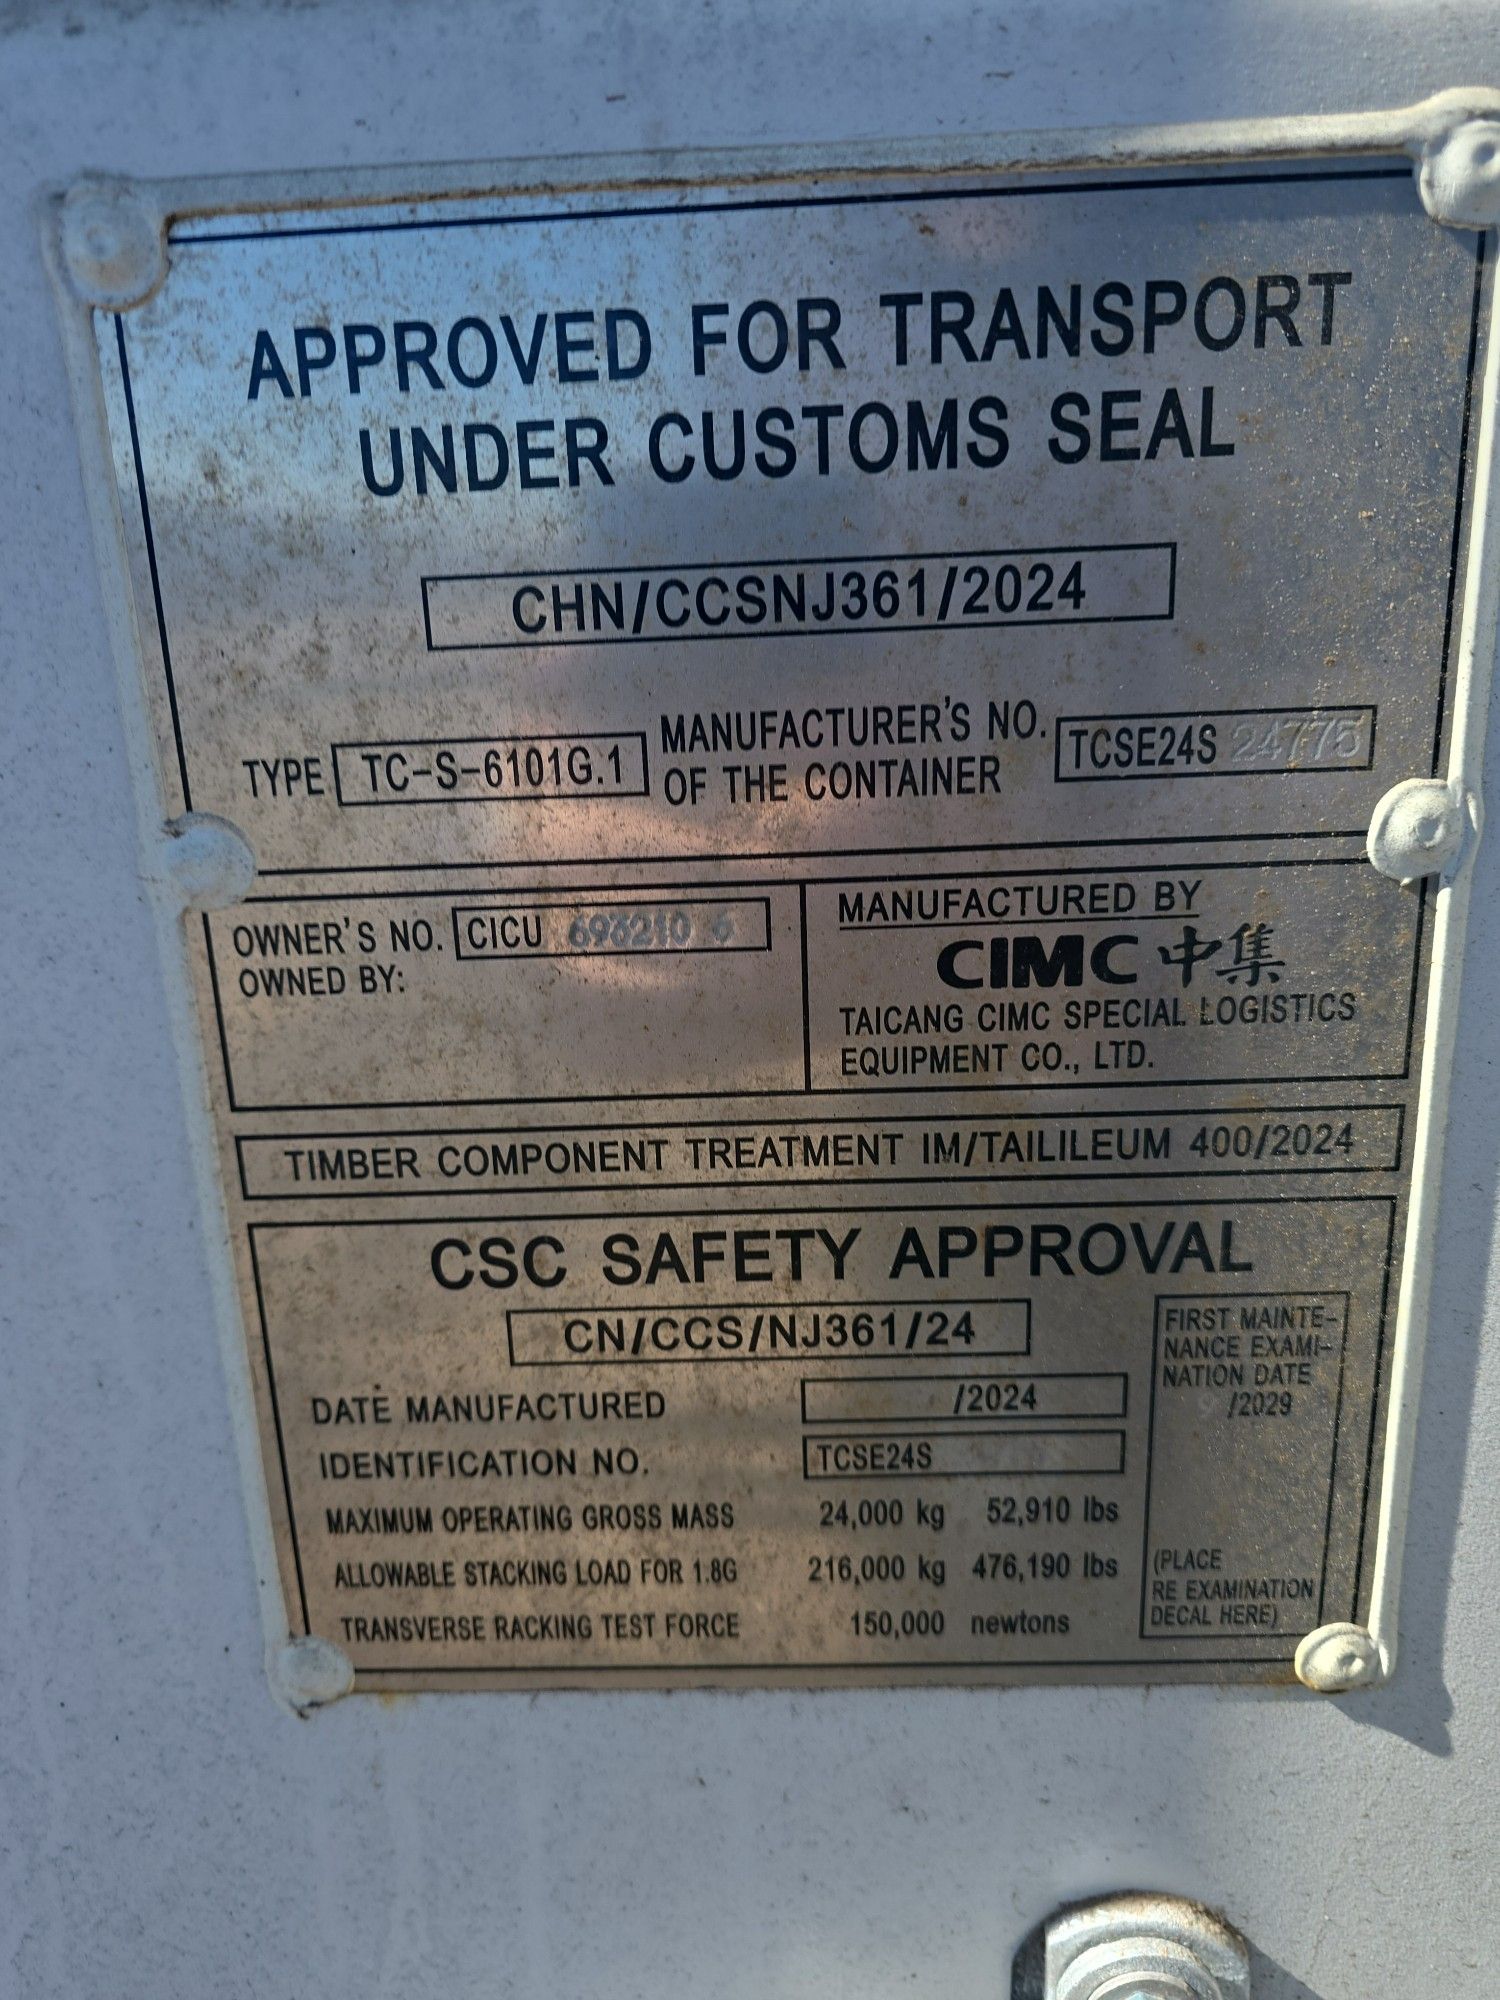 APPROVED FOR TRANSPORT
UNDER CUSTOMS SEAL
CHN/CCSNJ361/2024
TYPE TC-S-6101G.1 MANUFACTURER'S NO. OF THE CONTAINER TCSE24S 24775
OWNER'S NO. CICU
OWNED BY:
MANUFACTURED BY
CIMC 中集
TAICANG CIMC SPECIAL LOGISTICS
EQUIPMENT CO., LTD.
TIMBER COMPONENT TREATMENT IM/TAILILEUM 400/2024
CSC SAFETY APPROVAL
CN/CCS/NJ361/24
DATE MANUFACTURED /2024
IDENTIFICATION NO. TCSE24S
MAXIMUM OPERATING GROSS MASS 24,000 kg 52,910 lbs
ALLOWABLE STACKING LOAD FOR 1.8G 216,000 kg 476,190 lbs
TRANSVERSE RACKING TEST FORCE 150,000 newtons
FIRST MAINTE-
NANCE EXAMI-
NATION DATE
/2029
(PLACE
RE EXAMINATION
DECAL HERE)